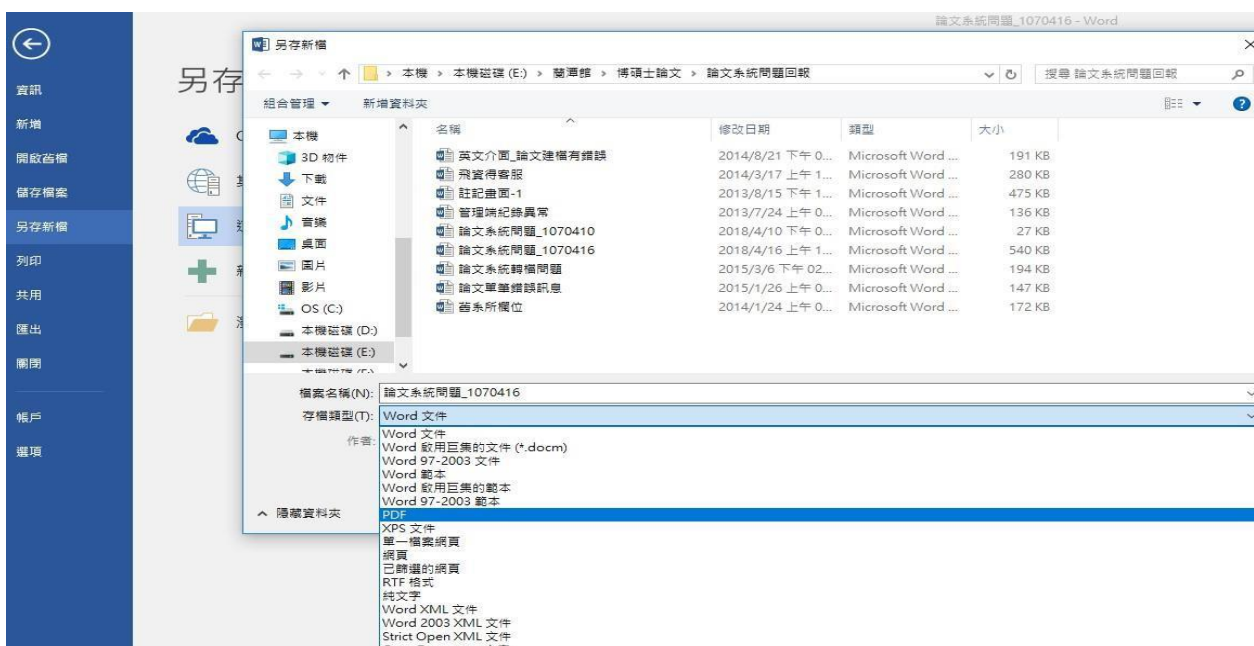 論文系統問題_1070416 - Word
另存新檔
本機 › 本機磁碟 (E:) › 蘭潭館 › 博碩士論文 › 論文系統問題回報
搜尋 論文系統問題回報
另存
資訊
新增
開啟舊檔
儲存檔案
另存新檔
列印
共用
匯出
關閉
帳戶
選項
組合管理
新增資料夾
本機
3D 物件
下載
文件
音樂
桌面
圖片
影片
OS (C:)
本機磁碟 (D:)
本機磁碟 (E:)
名稱 修改日期 類型 大小
英文介面_論文建檔有錯誤 2014/8/21 下午 0... Microsoft Word ... 191 KB
飛資得客服 2014/3/17 上午 1... Microsoft Word ... 280 KB
註記畫面-1 2013/8/15 下午 1... Microsoft Word ... 475 KB
管理端紀錄異常 2013/7/24 上午 0... Microsoft Word ... 136 KB
論文系統問題_1070410 2018/4/10 下午 0... Microsoft Word ... 27 KB
論文系統問題_1070416 2018/4/16 上午 1... Microsoft Word ... 540 KB
論文系統轉檔問題 2015/3/6 下午 02... Microsoft Word ... 194 KB
論文單筆錯誤訊息 2015/1/26 上午 0... Microsoft Word ... 147 KB
舊系所欄位 2014/1/24 上午 0... Microsoft Word ... 172 KB
檔案名稱(N): 論文系統問題_1070416
存檔類型(T): Word 文件
作者:
Word 文件
Word 啟用巨集的文件 (*.docm)
Word 97-2003 文件
Word 範本
Word 啟用巨集的範本
Word 97-2003 範本
PDF
XPS 文件
單一檔案網頁
網頁
已篩選的網頁
RTF 格式
純文字
Word XML 文件
Word 2003 XML 文件
Strict Open XML 文件
隱藏資料夾